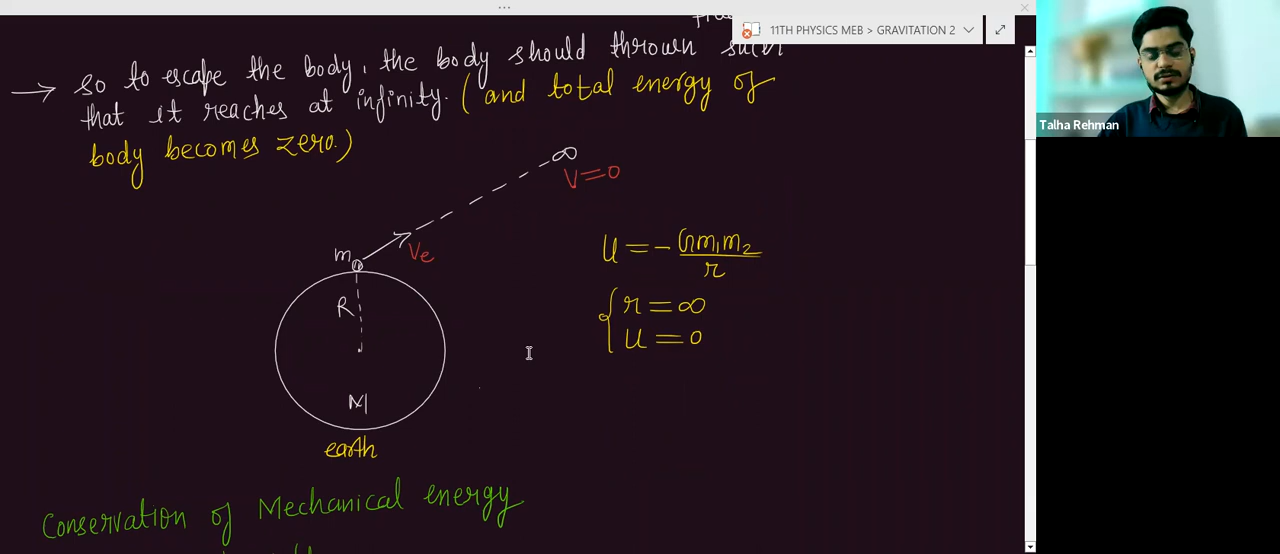 11TH PHYSICS MEB > GRAVITATION 2
→ So to escape the body, the body should thrown such
that it reaches at infinity. (and total energy of
body becomes zero.)
∞
V=0
m
Ve
R
M
earth
U = - Gm1m2/r
r = ∞
U = 0
Conservation of Mechanical energy
Talha Rehman